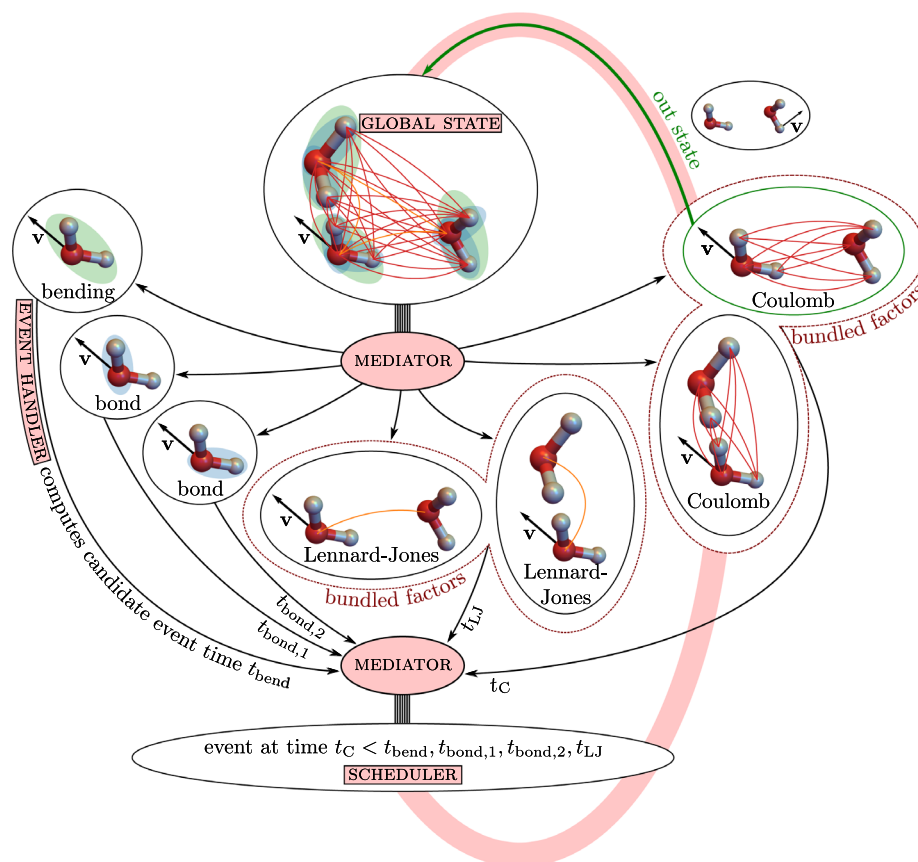 GLOBAL STATE
v
out state
v
v
bending
v
Coulomb
bundled factors
MEDIATOR
EVENT HANDLER computes candidate event time t_bend
v
bond
v
bond
v
Lennard-Jones
bundled factors
v
Lennard-
Jones
v
Coulomb
t_bond,2
t_bond,1
t_LJ
MEDIATOR
t_C
event at time t_C < t_bend, t_bond,1, t_bond,2, t_LJ
SCHEDULER